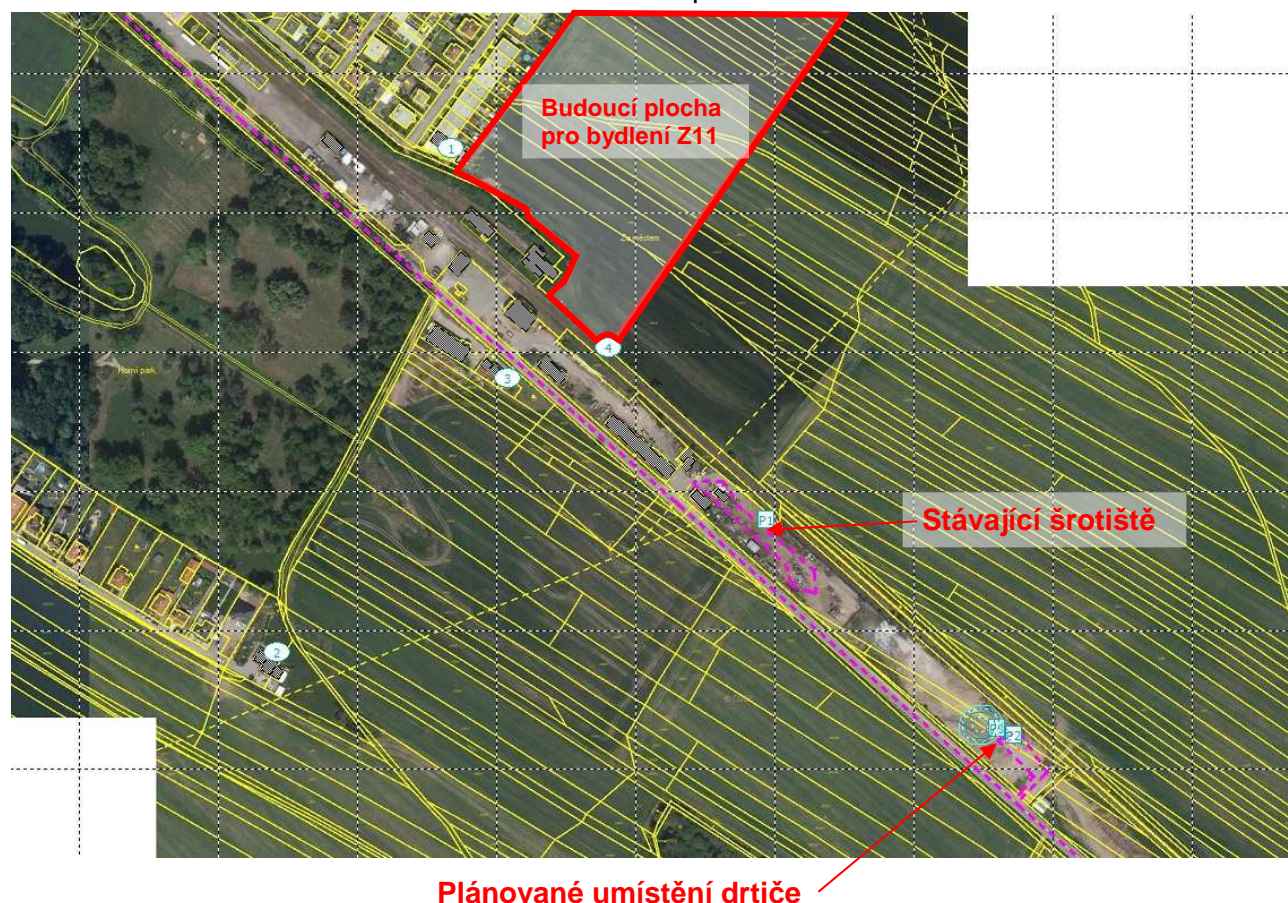 Budoucí plocha
pro bydlení Z11
1
Za městem
4
Horní park
3
P1
Stávající šrotiště
2
P2
Plánované umístění drtiče